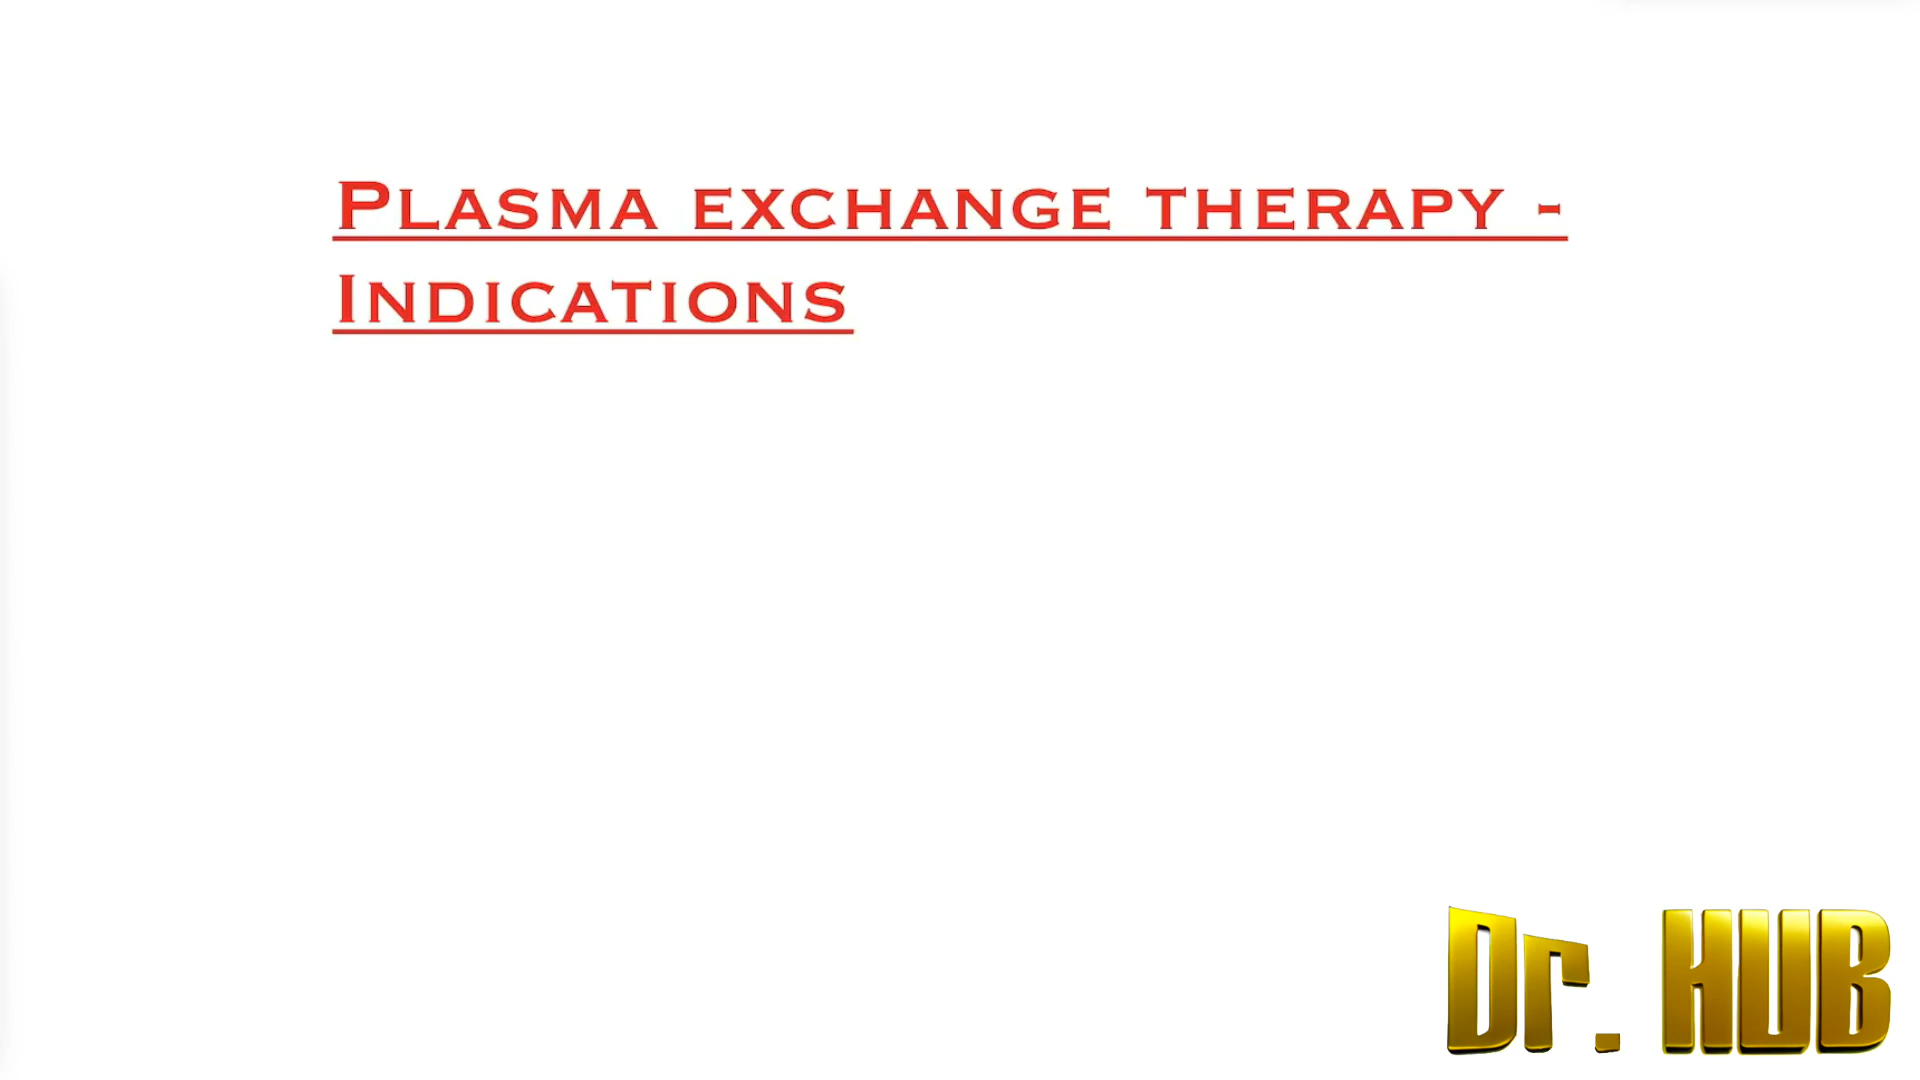 Plasma exchange therapy -
Indications
Dr. HUB